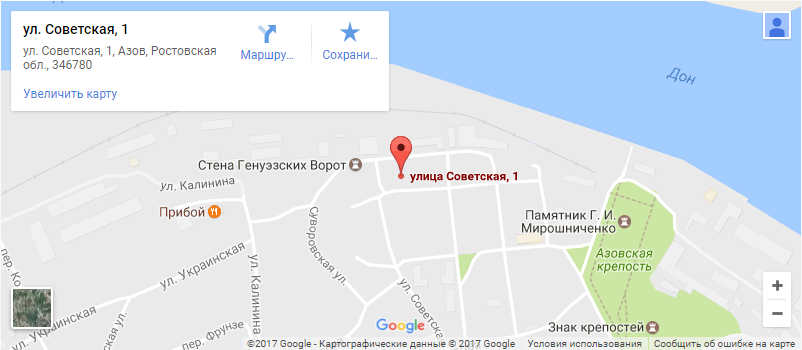 ул. Советская, 1
ул. Советская, 1, Азов, Ростовская
обл., 346780
Маршру...
Сохрани...
Увеличить карту
Дон
Стена Генуэзских Ворот
улица Советская, 1
ул. Калинина
Прибой
Памятник Г. И.
Мирошниченко
Азовская
крепость
Суворовская ул.
ул. Украинская
ул. Калинина
пер. Ко
ул. Советска
ул. Украинская
пер. Фрунзе
Знак крепостей
+
−
Google
©2017 Google - Картографические данные © 2017 Google
Условия использования
Сообщить об ошибке на карте